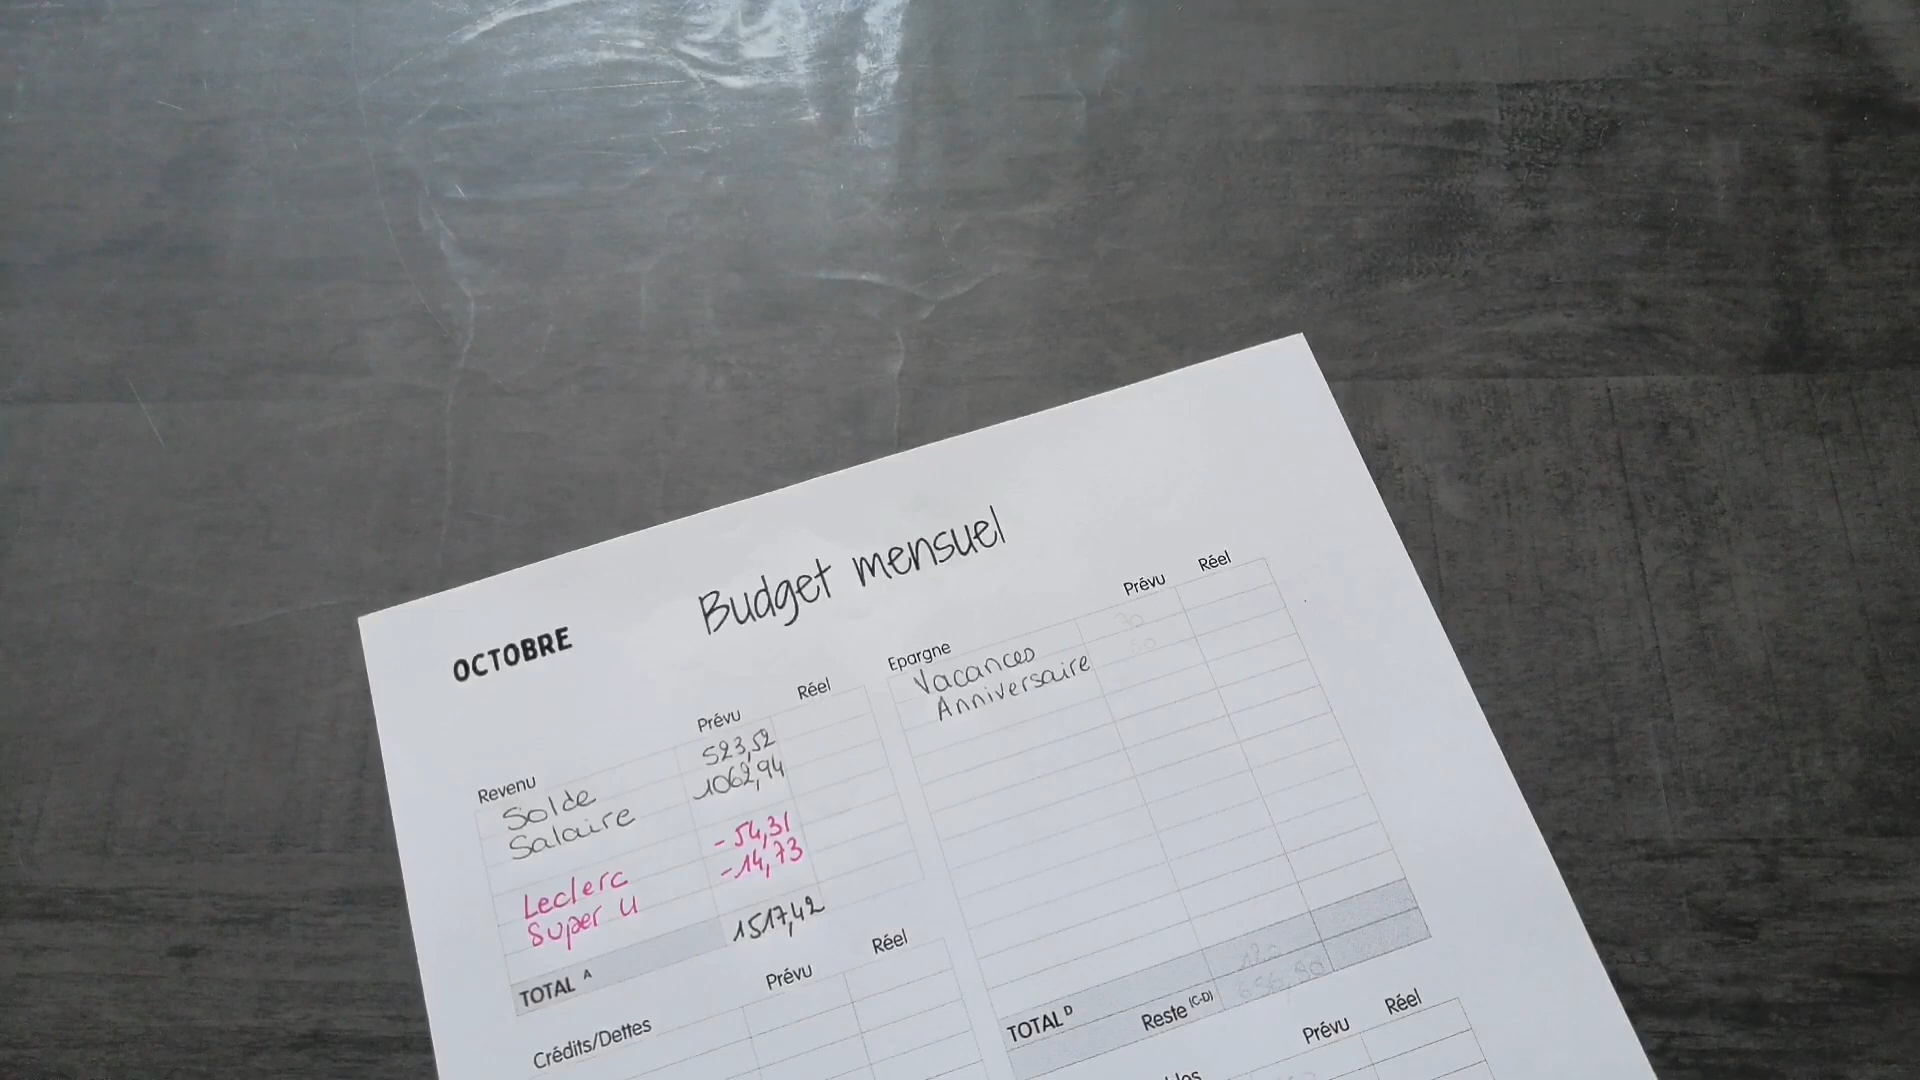 OCTOBRE
Budget mensuel
Prévu Réel
Revenu
Solde 523,52
Salaire 1062,94
Leclerc - 54,31
Super U - 14,73
TOTAL A 1517,42
Prévu Réel
Crédits/Dettes
Prévu Réel
Epargne
Vacances
Anniversaire
TOTAL D
Reste (C-D)
Prévu Réel